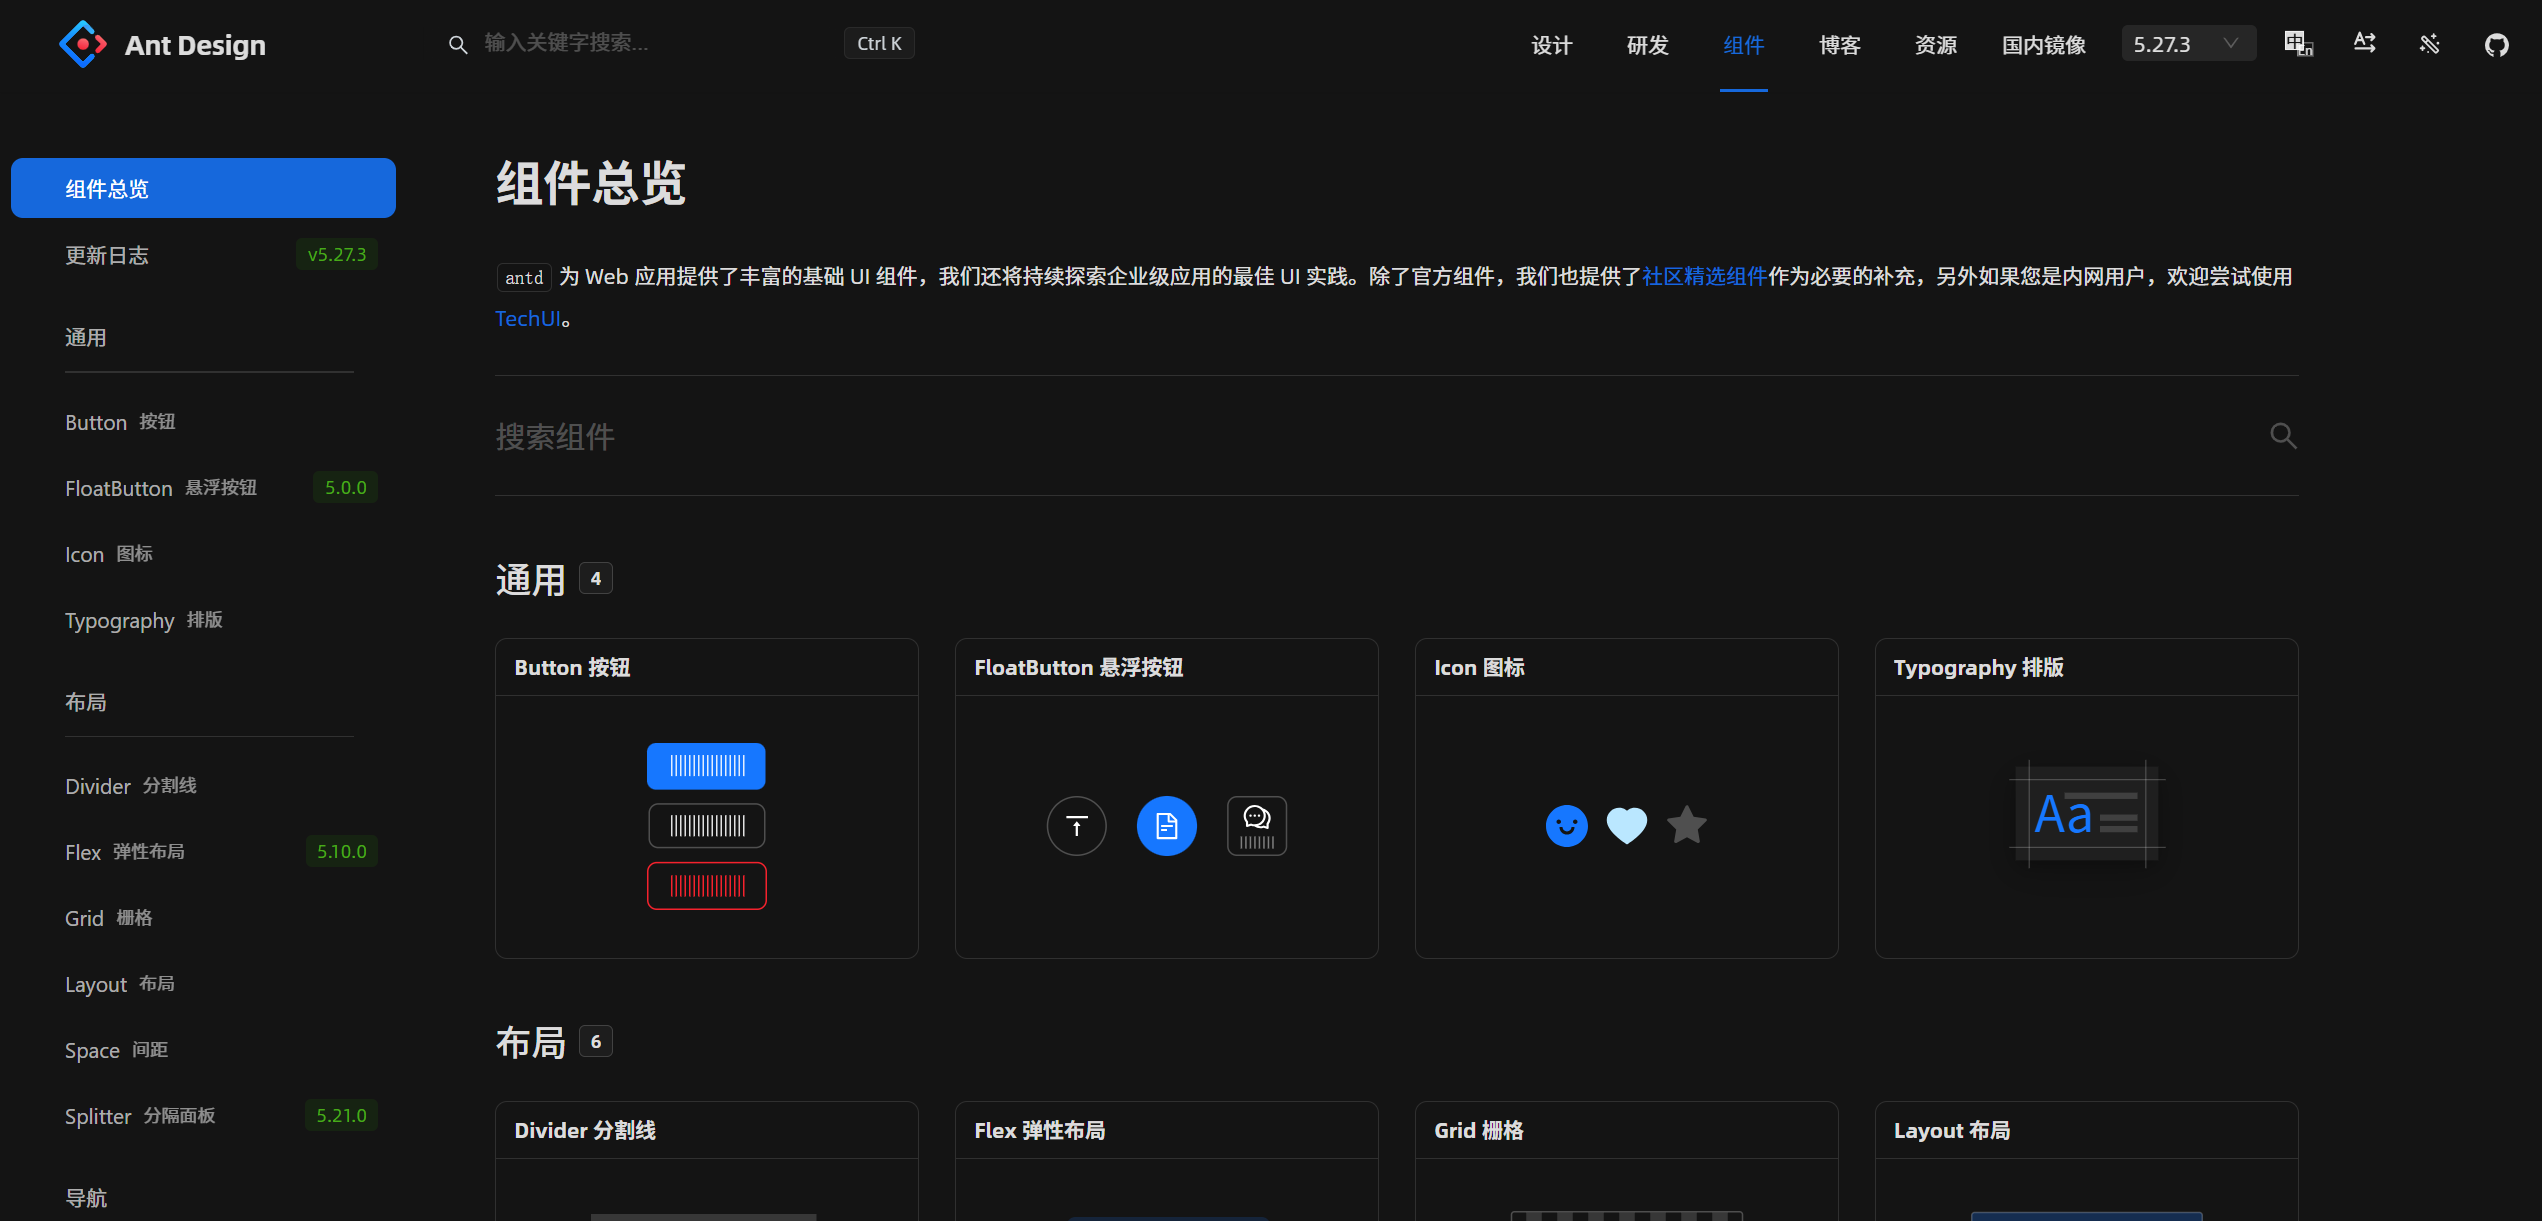 Ant Design
输入关键字搜索...
Ctrl K
设计
研发
组件
博客
资源
国内镜像
5.27.3
中
En
组件总览
更新日志 v5.27.3
通用
Button 按钮
FloatButton 悬浮按钮 5.0.0
Icon 图标
Typography 排版
布局
Divider 分割线
Flex 弹性布局 5.10.0
Grid 栅格
Layout 布局
Space 间距
Splitter 分隔面板 5.21.0
导航
组件总览
antd 为 Web 应用提供了丰富的基础 UI 组件，我们还将持续探索企业级应用的最佳 UI 实践。除了官方组件，我们也提供了社区精选组件作为必要的补充，另外如果您是内网用户，欢迎尝试使用
TechUI。
搜索组件
通用 4
Button 按钮
FloatButton 悬浮按钮
Icon 图标
Typography 排版
Aa
布局 6
Divider 分割线
Flex 弹性布局
Grid 栅格
Layout 布局